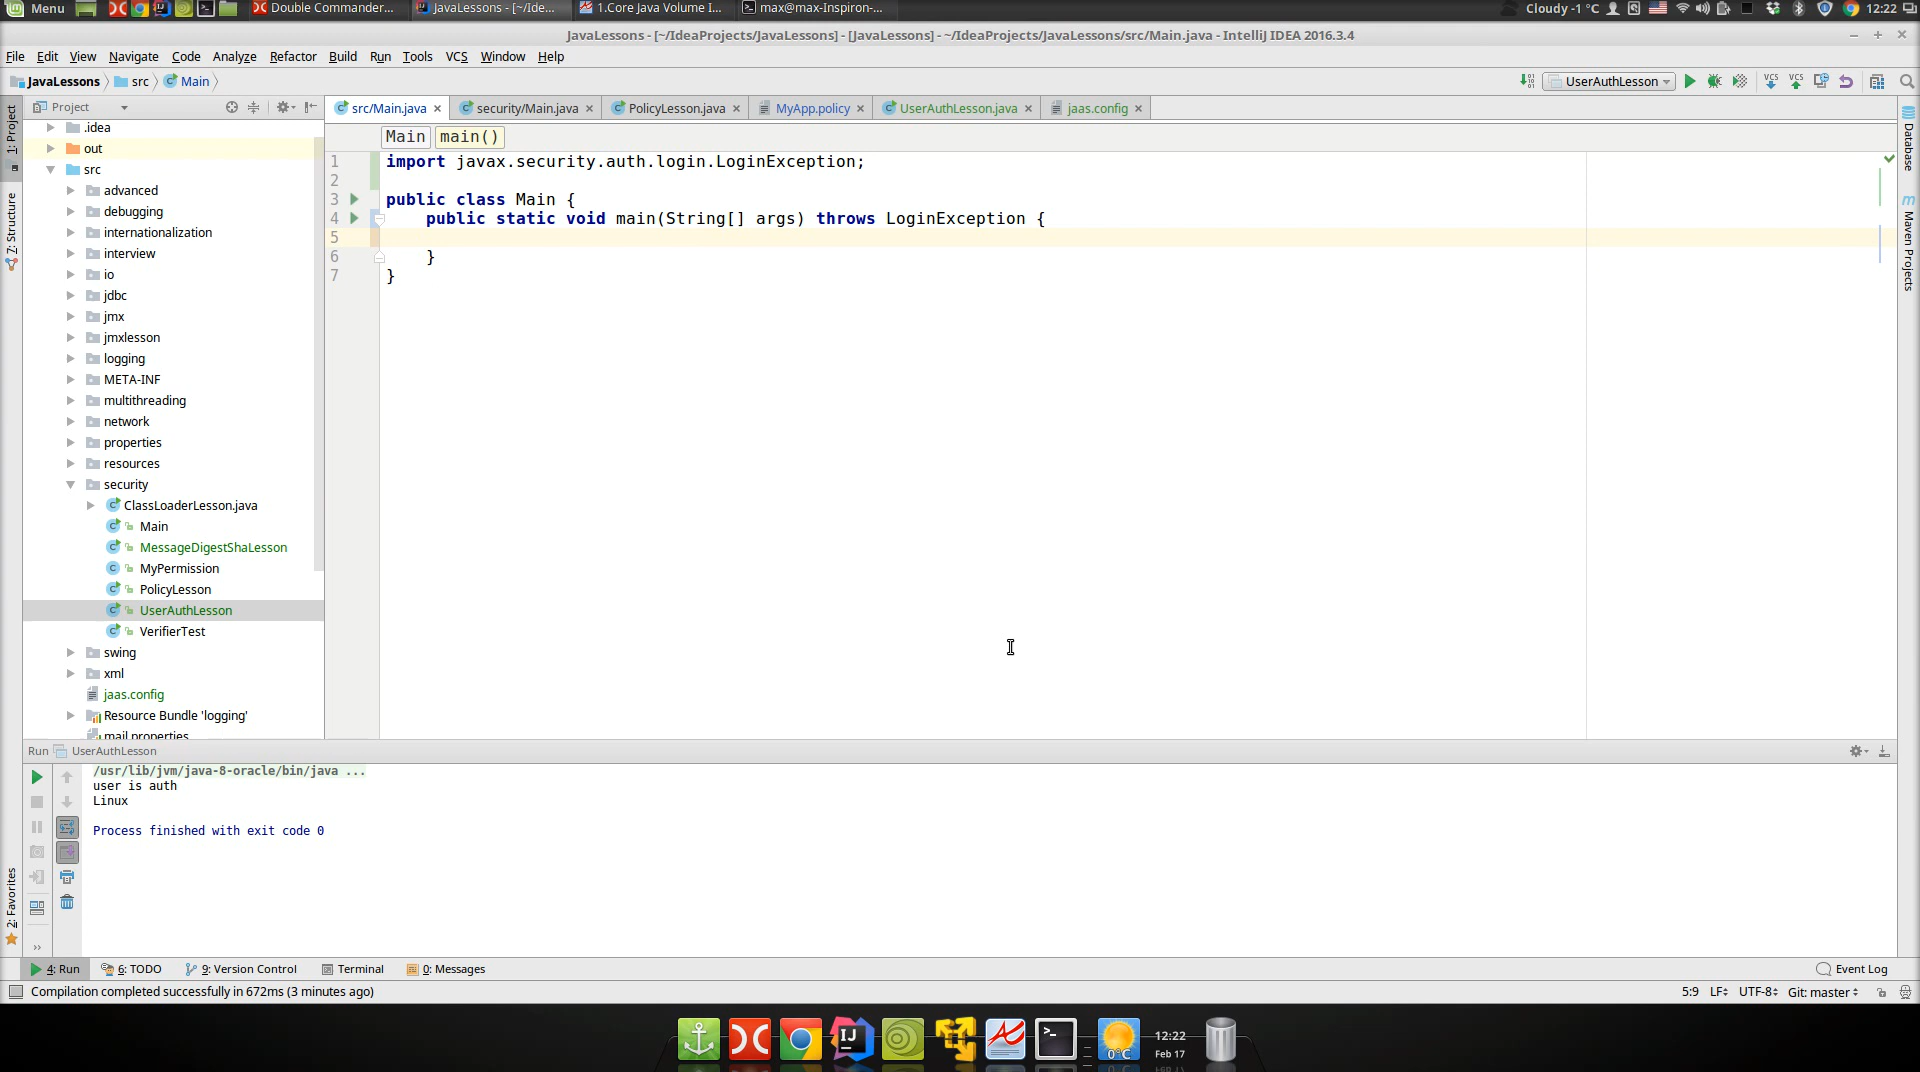 Menu
Double Commander...
JavaLessons - [~/Ide...
1.Core Java Volume I...
max@max-Inspiron-...
Cloudy -1 °C
12:22
JavaLessons - [~/IdeaProjects/JavaLessons] - [JavaLessons] - ~/IdeaProjects/JavaLessons/src/Main.java - IntelliJ IDEA 2016.3.4
File Edit View Navigate Code Analyze Refactor Build Run Tools VCS Window Help
JavaLessons src Main
UserAuthLesson
VCS VCS
1: Project
7: Structure
2: Favorites
Project
.idea
out
src
advanced
debugging
internationalization
interview
io
jdbc
jmx
jmxlesson
logging
META-INF
multithreading
network
properties
resources
security
ClassLoaderLesson.java
Main
MessageDigestShaLesson
MyPermission
PolicyLesson
UserAuthLesson
VerifierTest
swing
xml
jaas.config
Resource Bundle 'logging'
mail.properties
src/Main.java
security/Main.java
PolicyLesson.java
MyApp.policy
UserAuthLesson.java
jaas.config
Main main()
1 import javax.security.auth.login.LoginException;
2
3 public class Main {
4 public static void main(String[] args) throws LoginException {
5
6 }
7 }
Database
Maven Projects
Run UserAuthLesson
/usr/lib/jvm/java-8-oracle/bin/java ...
user is auth
Linux
Process finished with exit code 0
4: Run
6: TODO
9: Version Control
Terminal
0: Messages
Event Log
Compilation completed successfully in 672ms (3 minutes ago)
5:9 LF UTF-8 Git: master
IJ
0°C
12:22
Feb 17